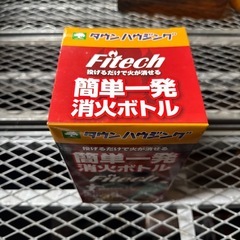 タウンハウジング
Fitech
投げるだけで火が消せる
簡単一発
消火ボトル
タウンハウジング
Fitech
投げるだけで火が消せる
簡単一発
消火ボトル